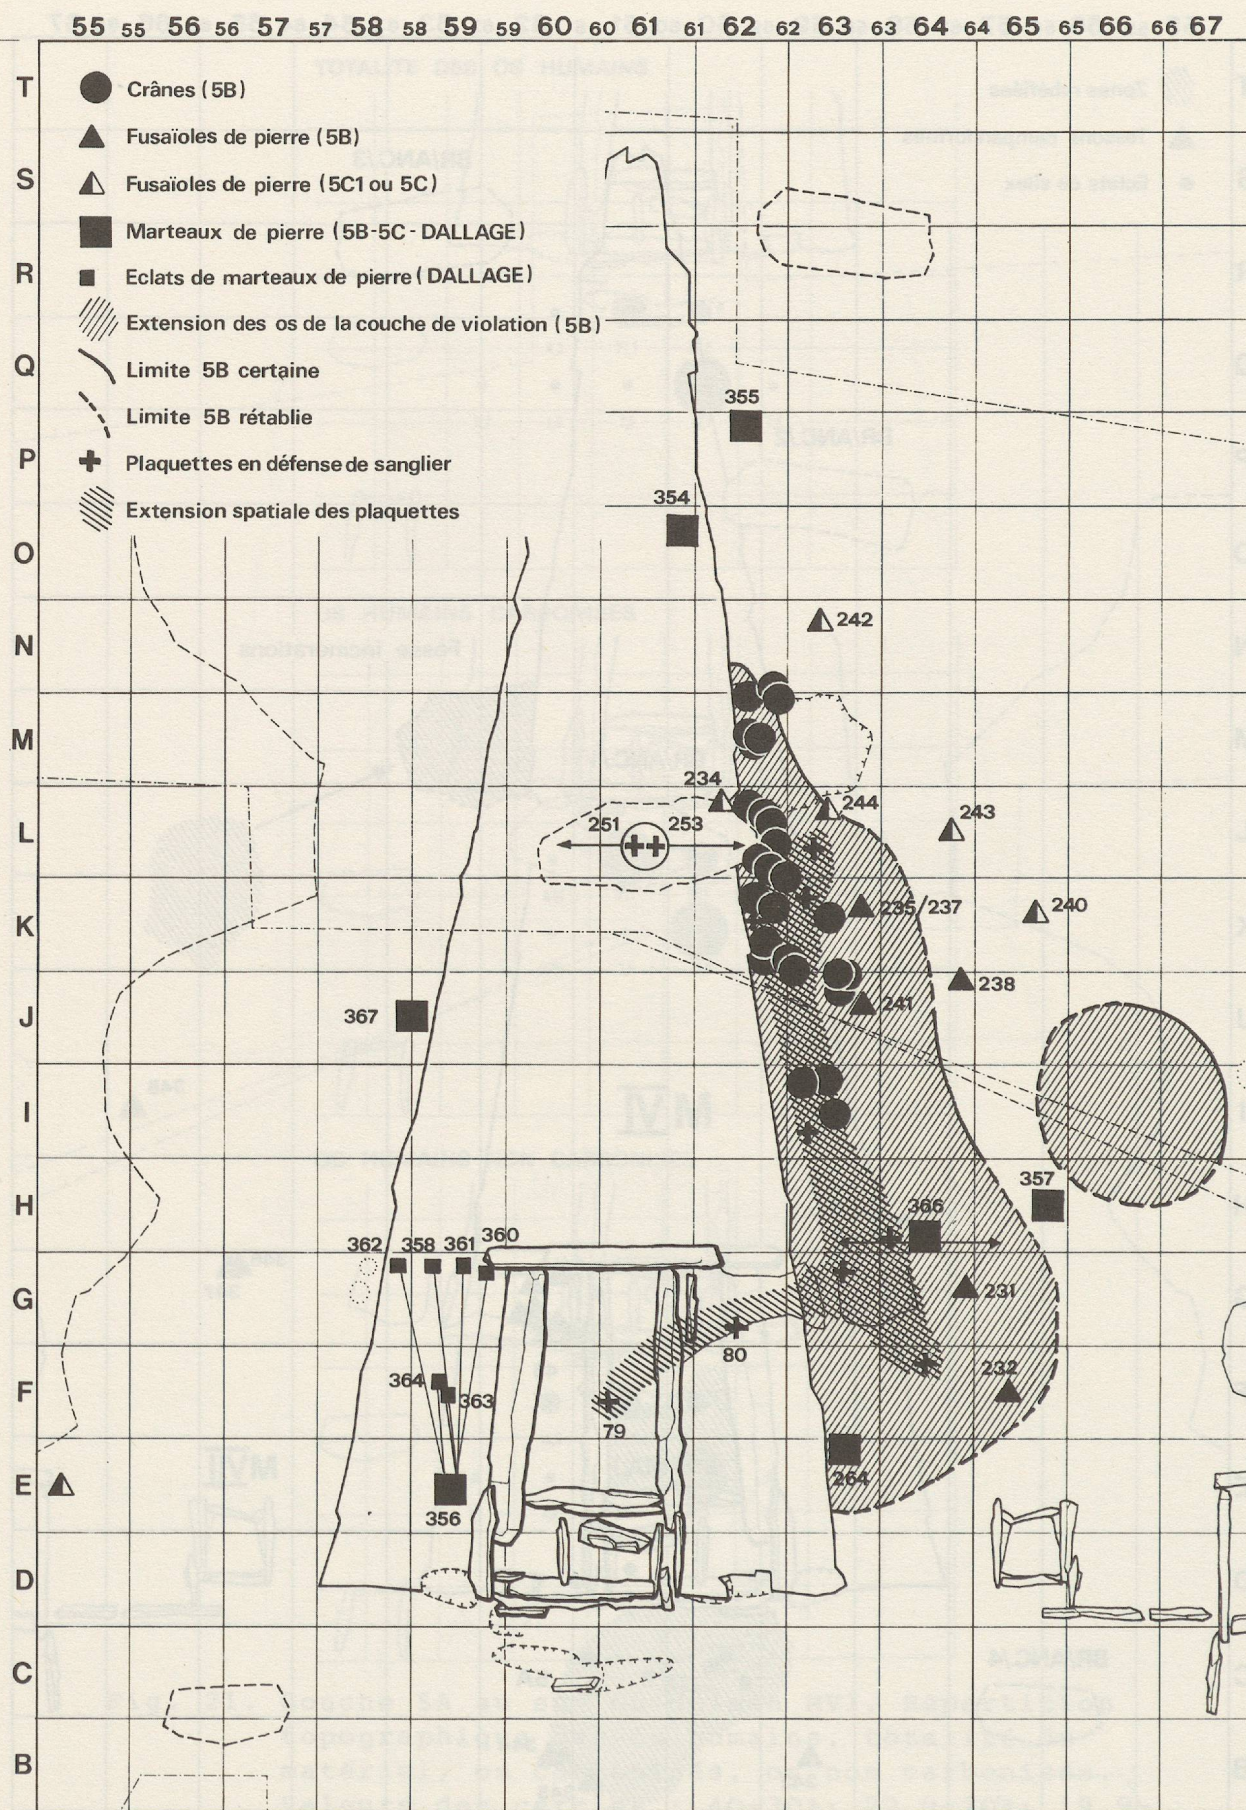 55 55 56 56 57 57 58 58 59 59 60 60 61 61 62 62 63 63 64 64 65 65 66 66 67
T
Crânes (5B)
Fusaïoles de pierre (5B)
S
Fusaïoles de pierre (5C1 ou 5C)
Marteaux de pierre (5B-5C-DALLAGE)
R
Eclats de marteaux de pierre (DALLAGE)
Extension des os de la couche de violation (5B)
Q
Limite 5B certaine
355
Limite 5B rétablie
P
Plaquettes en défense de sanglier
354
Extension spatiale des plaquettes
O
242
N
M
234
244
243
L
251 253
235/237
240
K
238
241
J
367
I
357
H
366
362 358 361 360
G
231
80
232
F
364
363
79
E
264
356
D
C
B